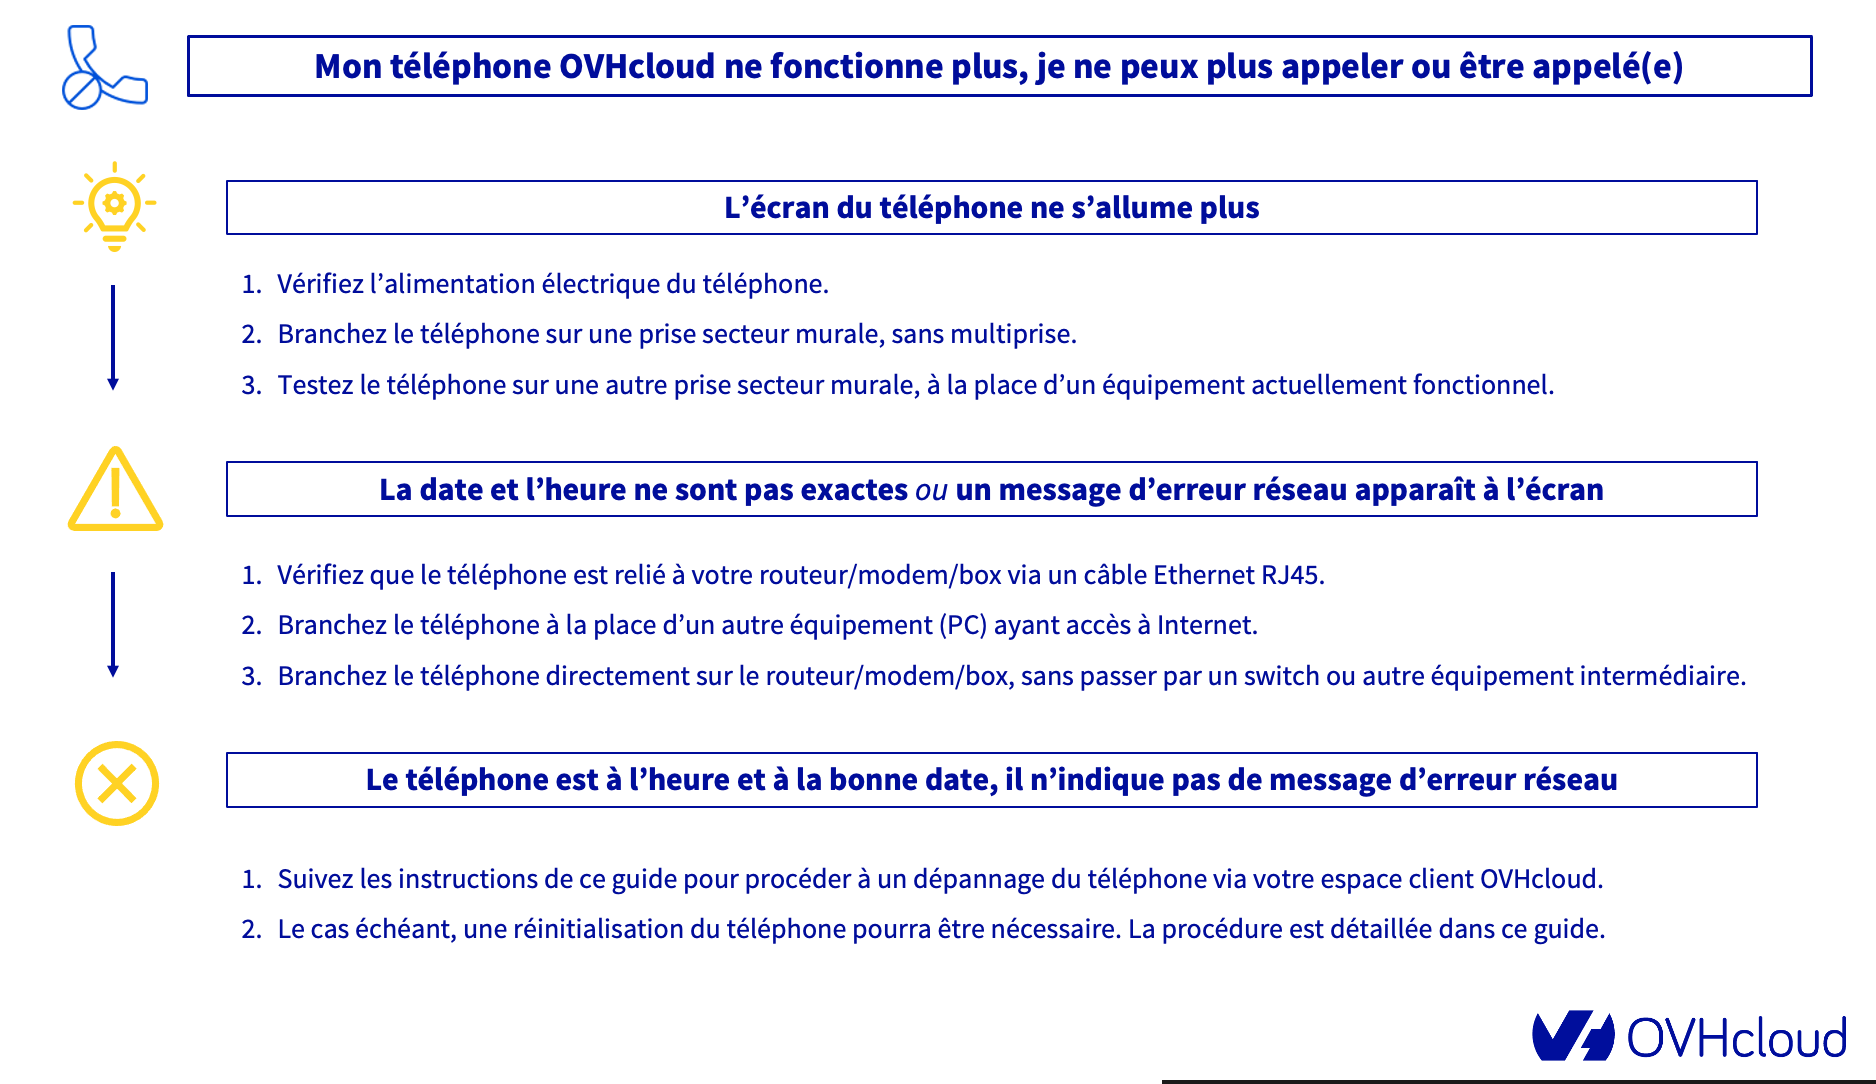 Mon téléphone OVHcloud ne fonctionne plus, je ne peux plus appeler ou être appelé(e)
L’écran du téléphone ne s’allume plus
1. Vérifiez l’alimentation électrique du téléphone.
2. Branchez le téléphone sur une prise secteur murale, sans multiprise.
3. Testez le téléphone sur une autre prise secteur murale, à la place d’un équipement actuellement fonctionnel.
La date et l’heure ne sont pas exactes ou un message d’erreur réseau apparaît à l’écran
1. Vérifiez que le téléphone est relié à votre routeur/modem/box via un câble Ethernet RJ45.
2. Branchez le téléphone à la place d’un autre équipement (PC) ayant accès à Internet.
3. Branchez le téléphone directement sur le routeur/modem/box, sans passer par un switch ou autre équipement intermédiaire.
Le téléphone est à l’heure et à la bonne date, il n’indique pas de message d’erreur réseau
1. Suivez les instructions de ce guide pour procéder à un dépannage du téléphone via votre espace client OVHcloud.
2. Le cas échéant, une réinitialisation du téléphone pourra être nécessaire. La procédure est détaillée dans ce guide.
OVHcloud